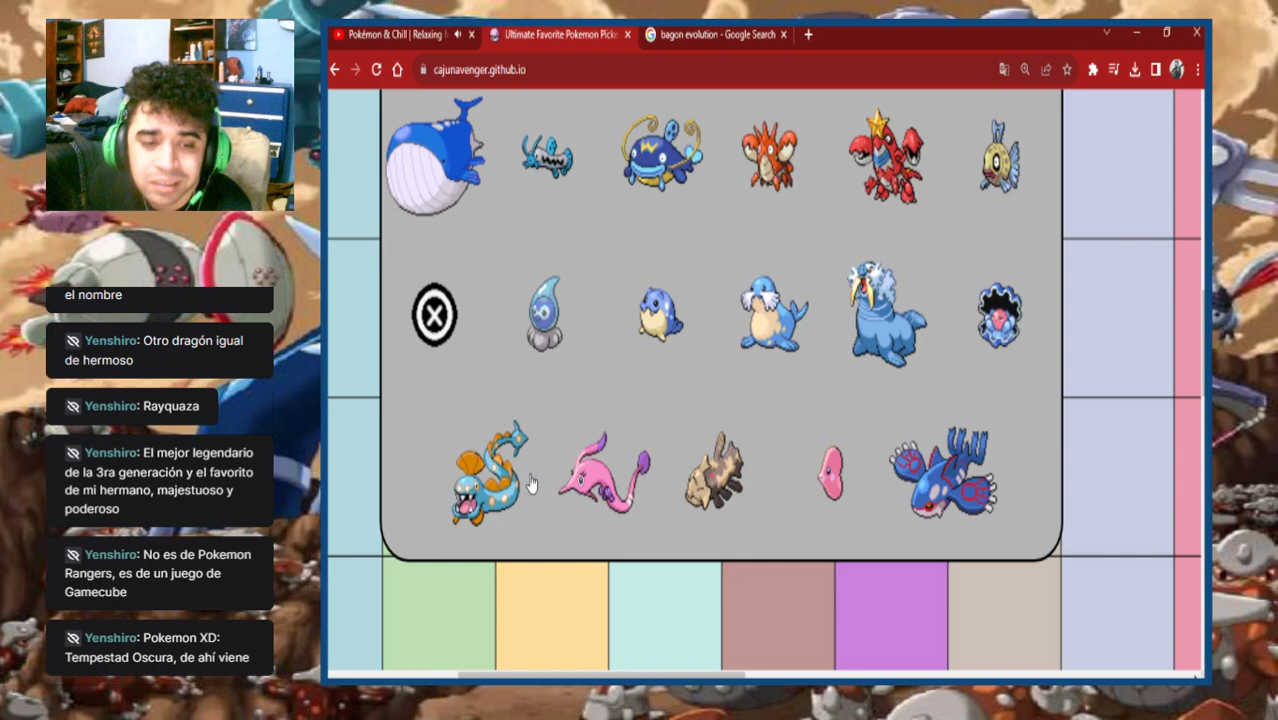 Pokémon & Chill | Relaxing
Ultimate Favorite Pokemon Picke
bagon evolution - Google Search
cajunavenger.github.io
el nombre
Yenshiro: Otro dragón igual
de hermoso
Yenshiro: Rayquaza
Yenshiro: El mejor legendario
de la 3ra generación y el favorito
de mi hermano, majestuoso y
poderoso
Yenshiro: No es de Pokemon
Rangers, es de un juego de
Gamecube
Yenshiro: Pokemon XD:
Tempestad Oscura, de ahí viene